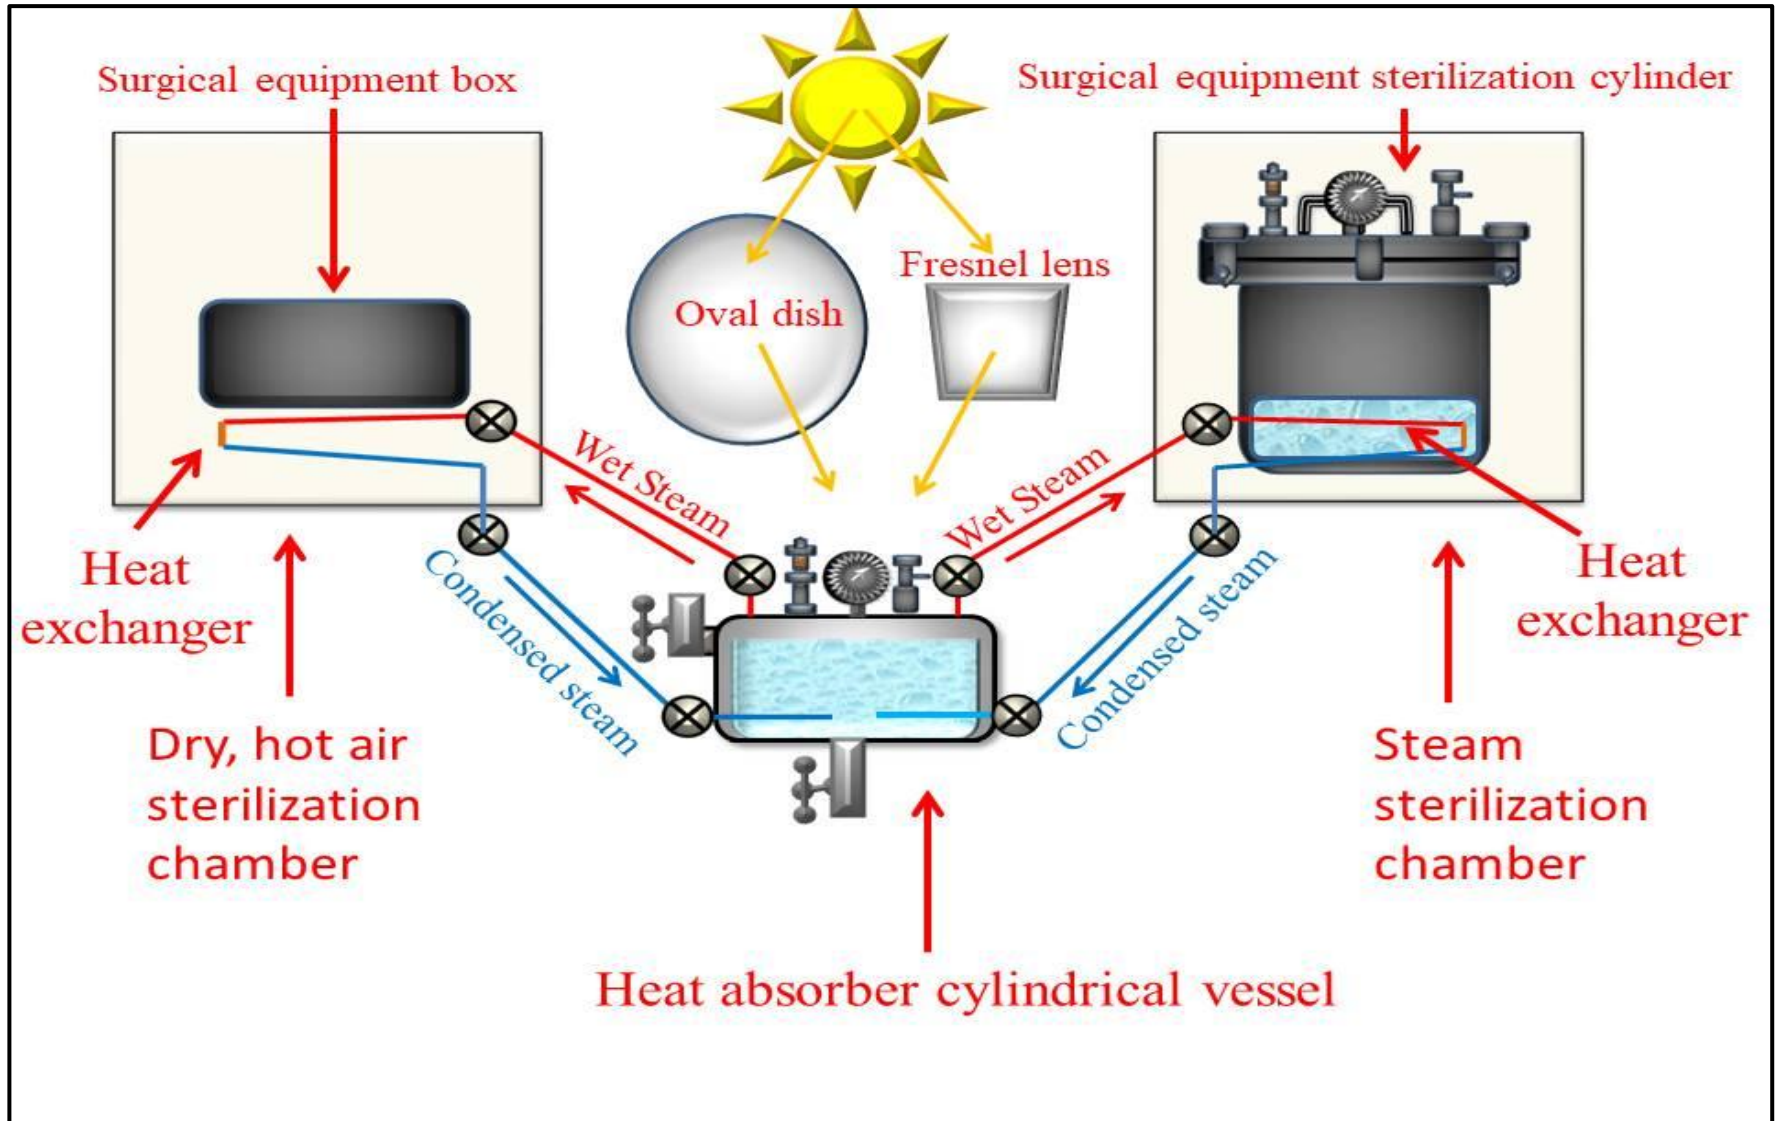 Surgical equipment box
Surgical equipment sterilization cylinder
Fresnel lens
Oval dish
Wet Steam
Wet Steam
Heat
exchanger
Condensed steam
Condensed steam
Heat
exchanger
Dry, hot air
sterilization
chamber
Steam
sterilization
chamber
Heat absorber cylindrical vessel